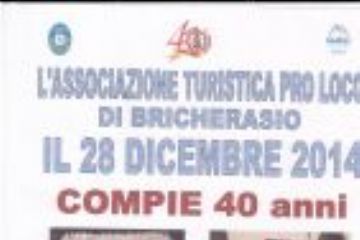 L'ASSOCIAZIONE TURISTICA PRO LOCO
DI BRICHERASIO
IL 28 DICEMBRE 2014
COMPIE 40 anni